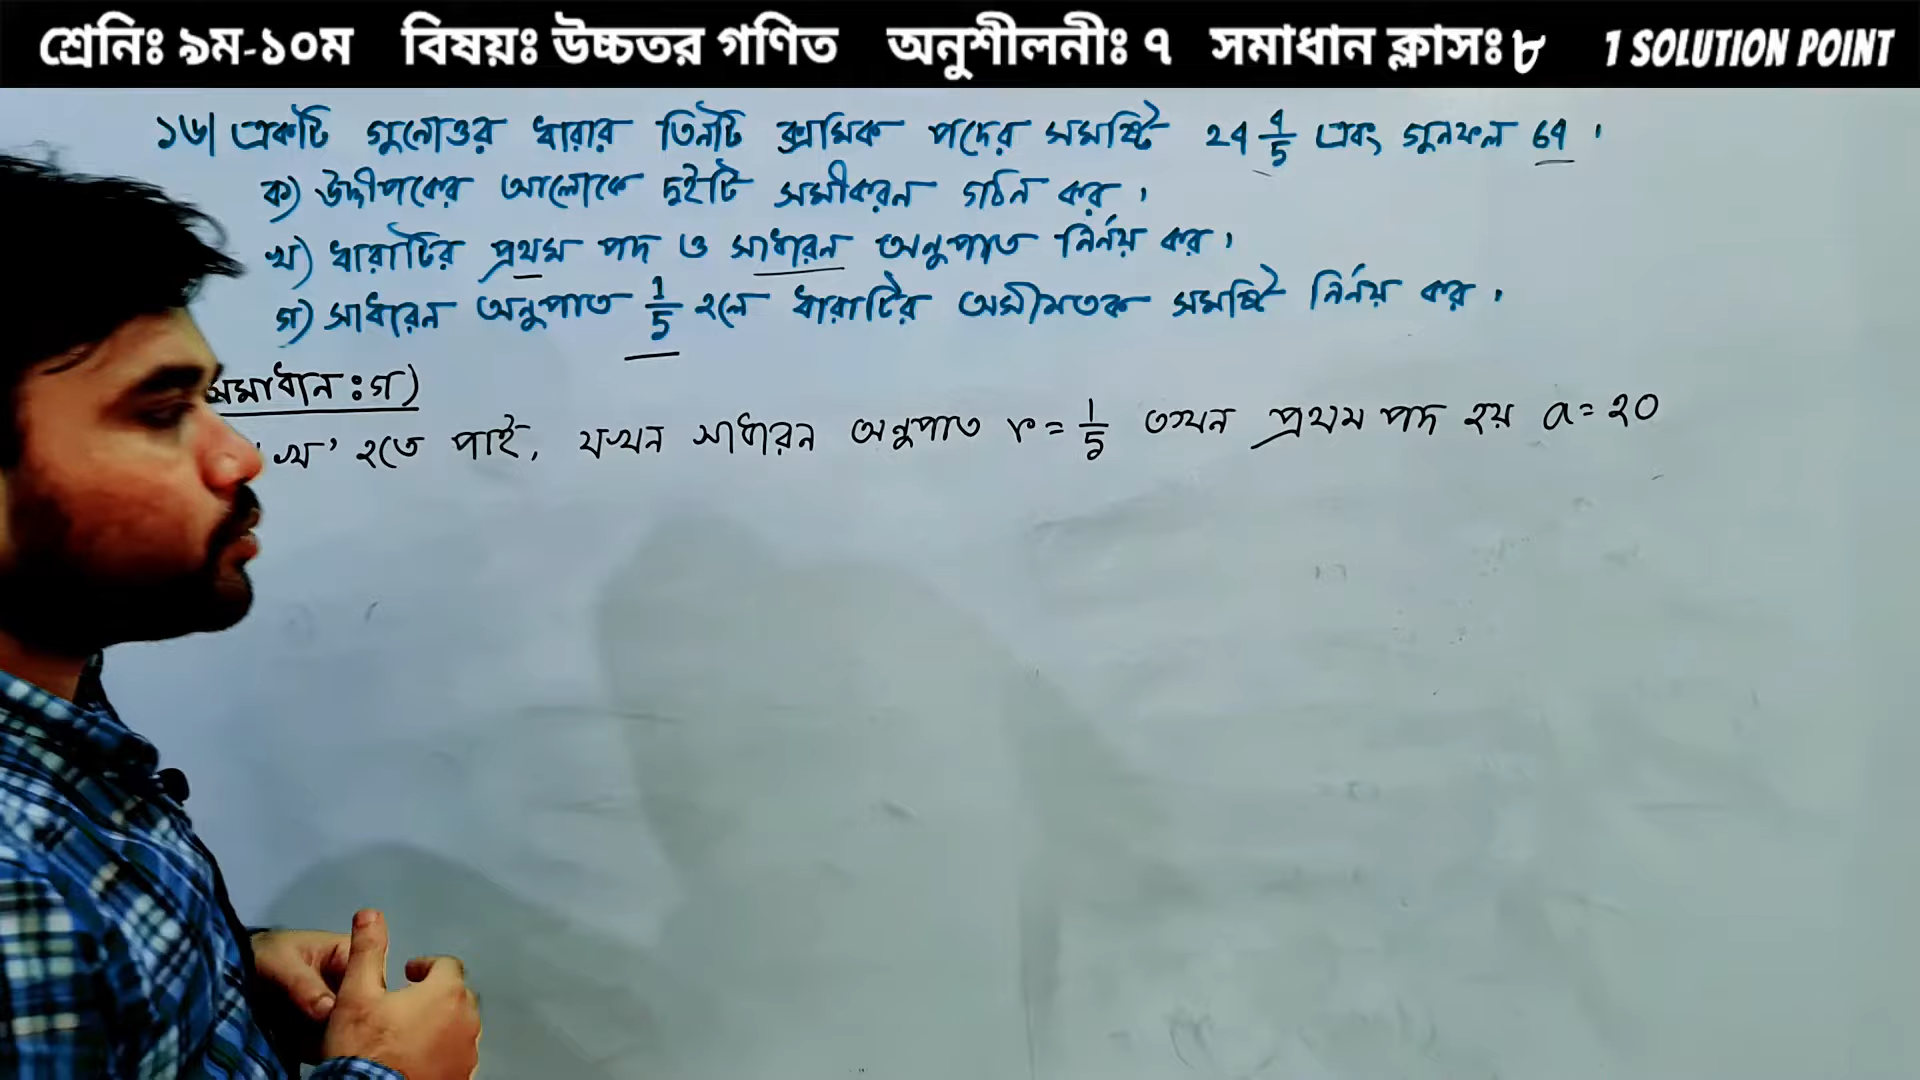 শ্রেনিঃ ৯ম-১০ম বিষয়ঃ উচ্চতর গণিত অনুশীলনীঃ ৭ সমাধান ক্লাসঃ ৮ 1 SOLUTION POINT
১৬| একটি গুনোত্তর ধারার তিনটি ক্রমিক পদের সমষ্টি 24 4/5 এবং গুনফল 64 ।
ক) উদ্দীপকের আলোকে দুইটি সমীকরন গঠন কর ।
খ) ধারাটির প্রথম পদ ও সাধারন অনুপাত নির্নয় কর ।
গ) সাধারন অনুপাত 1/5 হলে ধারাটির অসীমতক সমষ্টি নির্নয় কর ।
সমাধান : গ)
'খ' হতে পাই, যখন সাধারন অনুপাত r = 1/5 তখন প্রথম পদ হয় a = 20